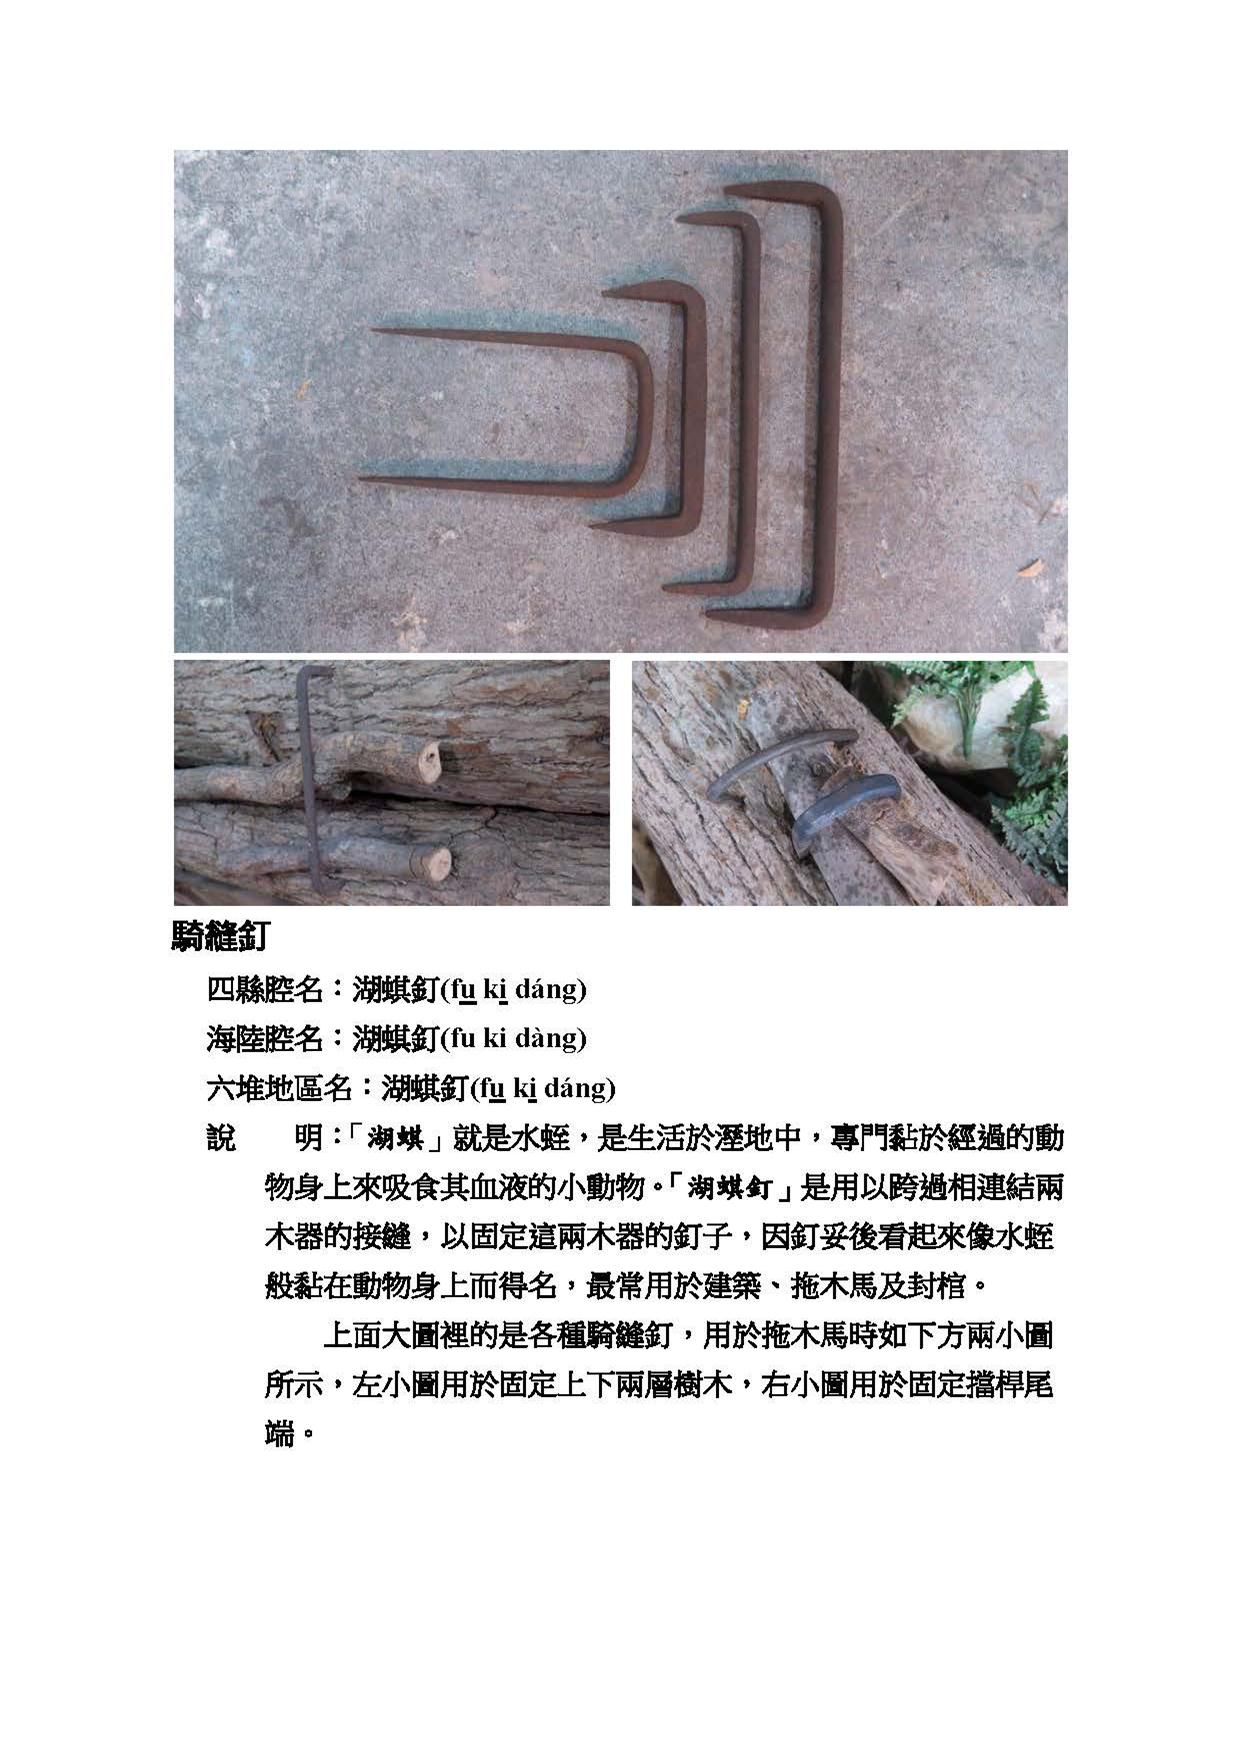 騎縫釘
四縣腔名：湖蜞釘(fu̲ ki̲ dáng)
海陸腔名：湖蜞釘(fu ki dàng)
六堆地區名：湖蜞釘(fu̲ ki̲ dáng)
說　　明：「湖蜞」就是水蛭，是生活於溼地中，專門黏於經過的動
物身上來吸食其血液的小動物。「湖蜞釘」是用以跨過相連結兩
木器的接縫，以固定這兩木器的釘子，因釘妥後看起來像水蛭
般黏在動物身上而得名，最常用於建築、拖木馬及封棺。
上面大圖裡的是各種騎縫釘，用於拖木馬時如下方兩小圖
所示，左小圖用於固定上下兩層樹木，右小圖用於固定擋桿尾
端。